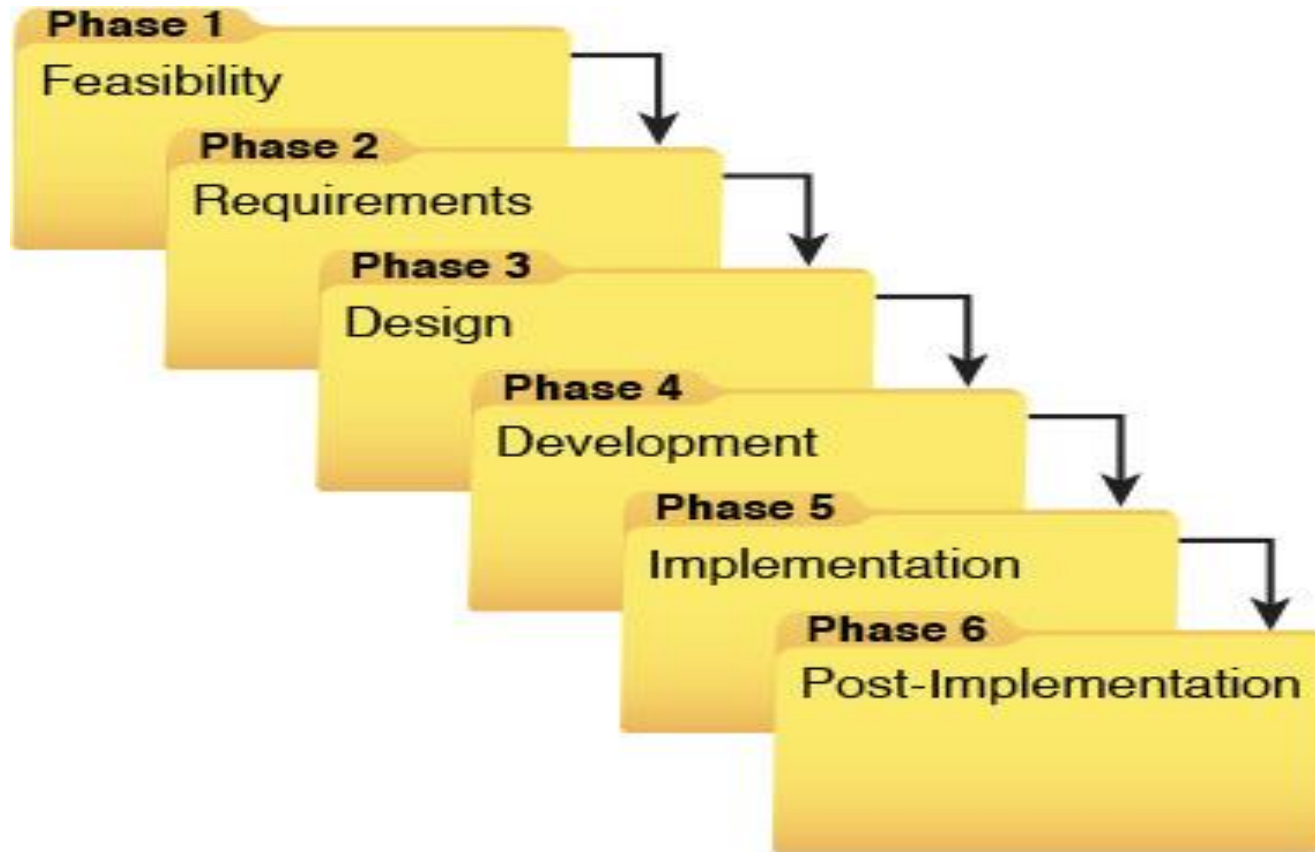 Phase 1
Feasibility
Phase 2
Requirements
Phase 3
Design
Phase 4
Development
Phase 5
Implementation
Phase 6
Post-Implementation